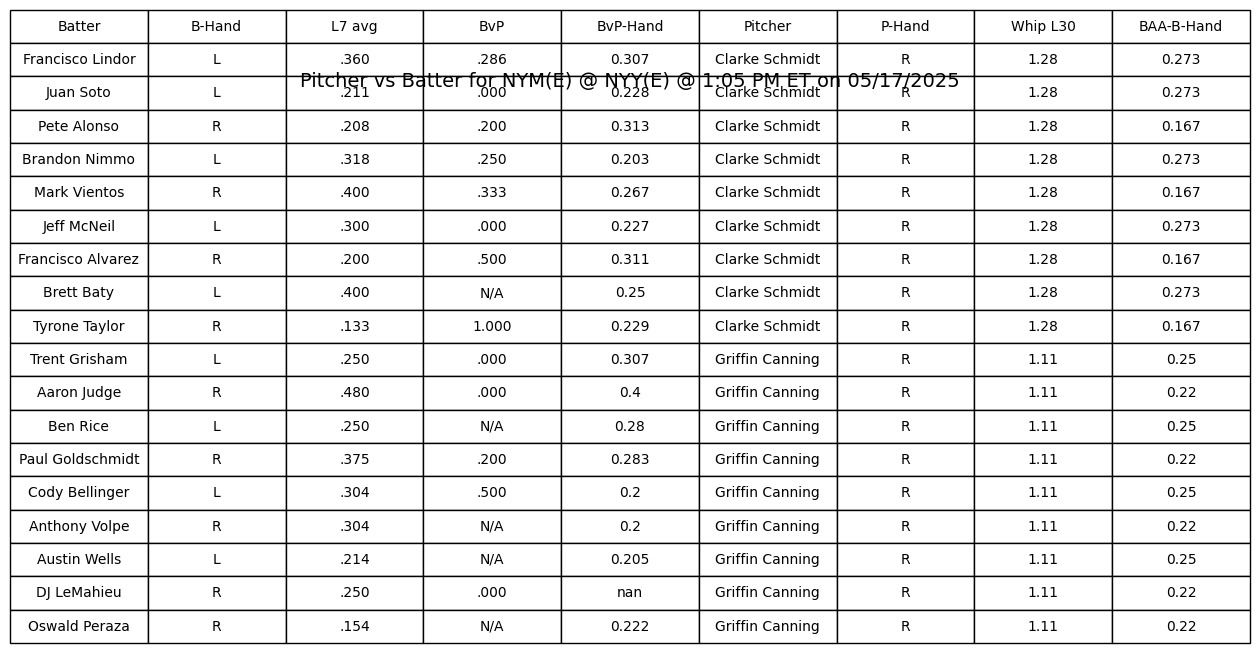 Batter B-Hand L7 avg BvP BvP-Hand Pitcher P-Hand Whip L30 BAA-B-Hand
Francisco Lindor L .360 .286 0.307 Clarke Schmidt R 1.28 0.273
Pitcher vs Batter for NYM(E) @ NYY(E) @ 1:05 PM ET on 05/17/2025
Juan Soto L .211 .000 0.228 Clarke Schmidt R 1.28 0.273
Pete Alonso R .208 .200 0.313 Clarke Schmidt R 1.28 0.167
Brandon Nimmo L .318 .250 0.203 Clarke Schmidt R 1.28 0.273
Mark Vientos R .400 .333 0.267 Clarke Schmidt R 1.28 0.167
Jeff McNeil L .300 .000 0.227 Clarke Schmidt R 1.28 0.273
Francisco Alvarez R .200 .500 0.311 Clarke Schmidt R 1.28 0.167
Brett Baty L .400 N/A 0.25 Clarke Schmidt R 1.28 0.273
Tyrone Taylor R .133 1.000 0.229 Clarke Schmidt R 1.28 0.167
Trent Grisham L .250 .000 0.307 Griffin Canning R 1.11 0.25
Aaron Judge R .480 .000 0.4 Griffin Canning R 1.11 0.22
Ben Rice L .250 N/A 0.28 Griffin Canning R 1.11 0.25
Paul Goldschmidt R .375 .200 0.283 Griffin Canning R 1.11 0.22
Cody Bellinger L .304 .500 0.2 Griffin Canning R 1.11 0.25
Anthony Volpe R .304 N/A 0.2 Griffin Canning R 1.11 0.22
Austin Wells L .214 N/A 0.205 Griffin Canning R 1.11 0.25
DJ LeMahieu R .250 .000 nan Griffin Canning R 1.11 0.22
Oswald Peraza R .154 N/A 0.222 Griffin Canning R 1.11 0.22